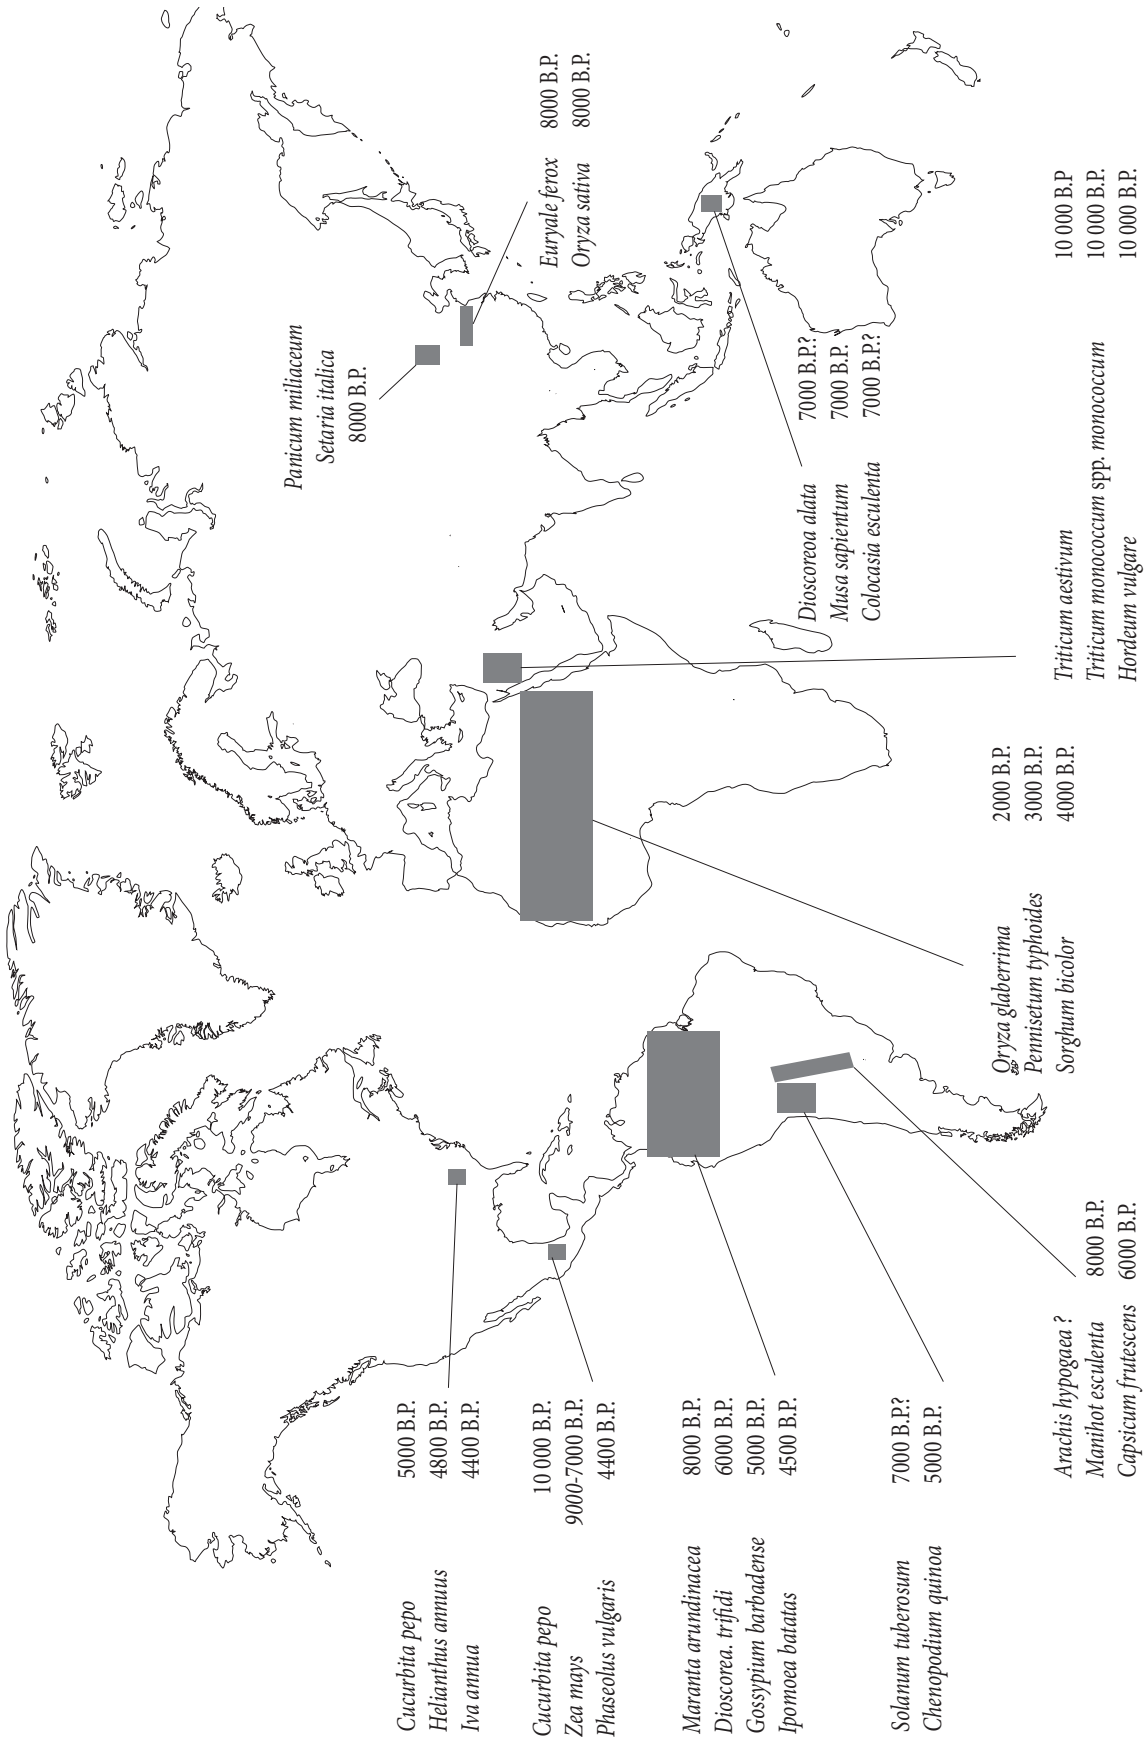 Cucurbita pepo 5000 B.P.
Helianthus annuus 4800 B.P.
Iva annua 4400 B.P.
Cucurbita pepo 10 000 B.P.
Zea mays 9000-7000 B.P.
Phaseolus vulgaris 4400 B.P.
Maranta arundinacea 8000 B.P.
Dioscorea. trifidi 6000 B.P.
Gossypium barbadense 5000 B.P.
Ipomoea batatas 4500 B.P.
Solanum tuberosum 7000 B.P.?
Chenopodium quinoa 5000 B.P.
Arachis hypogaea ?
Manihot esculenta 8000 B.P.
Capsicum frutescens 6000 B.P.
Oryza glaberrima 2000 B.P.
Pennisetum typhoides 3000 B.P.
Sorghum bicolor 4000 B.P.
Triticum aestivum 10 000 B.P
Triticum monococcum spp. monococcum 10 000 B.P.
Hordeum vulgare 10 000 B.P.
Dioscoreoa alata 7000 B.P.?
Musa sapientum 7000 B.P.
Colocasia esculenta 7000 B.P.?
Panicum miliaceum
Setaria italica
8000 B.P.
Euryale ferox 8000 B.P.
Oryza sativa 8000 B.P.